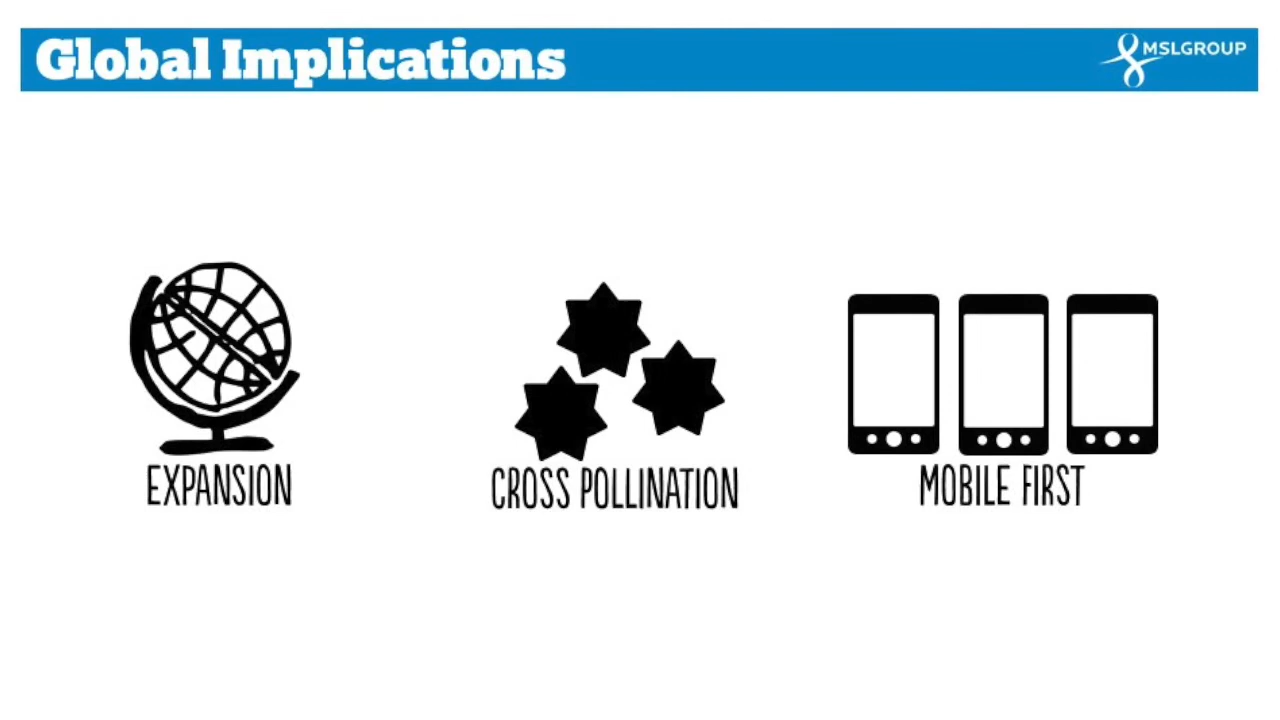 Global Implications
MSLGROUP
EXPANSION
CROSS POLLINATION
MOBILE FIRST